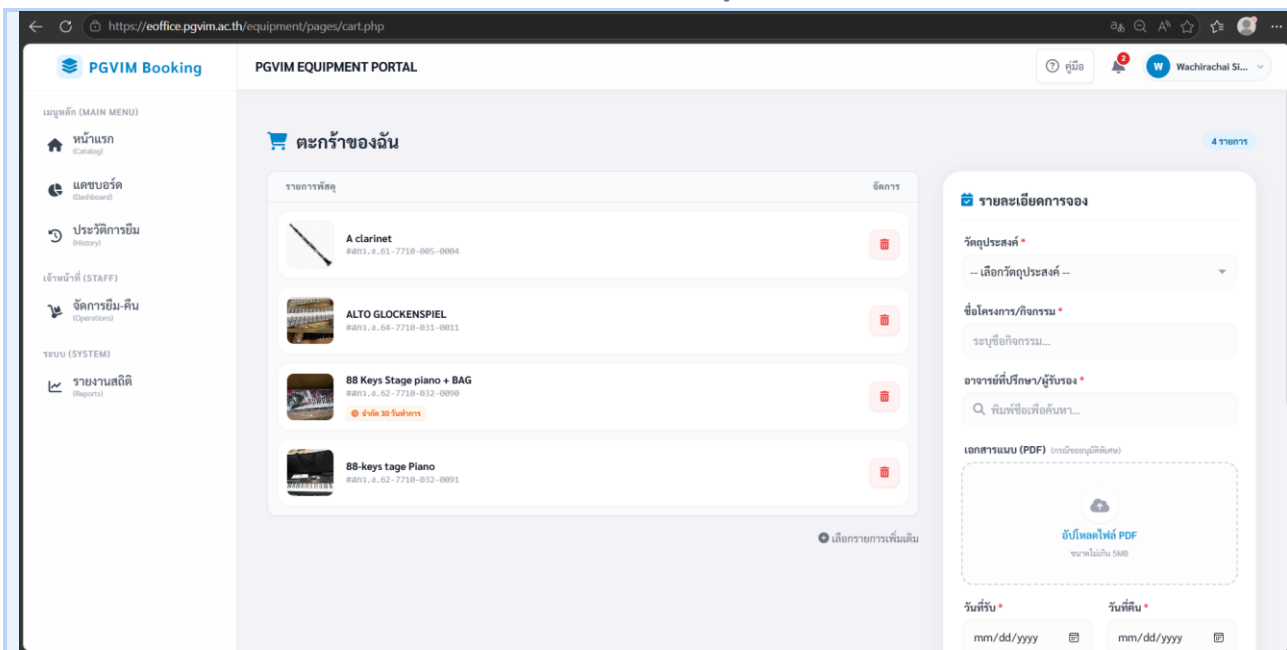 https://eoffice.pgvim.ac.th/equipment/pages/cart.php
PGVIM Booking
PGVIM EQUIPMENT PORTAL
คู่มือ
2
W
Wachirachai Si...
เมนูหลัก (MAIN MENU)
หน้าแรก
(Catalog)
แดชบอร์ด
(Dashboard)
ประวัติการยืม
(History)
เจ้าหน้าที่ (STAFF)
จัดการยืม-คืน
(Operations)
ระบบ (SYSTEM)
รายงานสถิติ
(Reports)
ตะกร้าของฉัน
4 รายการ
รายการพัสดุ
จัดการ
A clarinet
#สกว.ง.61-7710-005-0004
ALTO GLOCKENSPIEL
#สกว.ง.64-7710-031-0011
88 Keys Stage piano + BAG
#สกว.ง.62-7710-032-0090
จำกัด 30 วันทำการ
88-keys tage Piano
#สกว.ง.62-7710-032-0091
เลือกรายการเพิ่มเติม
รายละเอียดการจอง
วัตถุประสงค์ *
-- เลือกวัตถุประสงค์ --
ชื่อโครงการ/กิจกรรม *
ระบุชื่อกิจกรรม...
อาจารย์ที่ปรึกษา/ผู้รับรอง *
พิมพ์ชื่อเพื่อค้นหา...
เอกสารแนบ (PDF) (กรณีขออนุมัติพิเศษ)
อัปโหลดไฟล์ PDF
ขนาดไม่เกิน 5MB
วันที่รับ *
วันที่คืน *
mm/dd/yyyy
mm/dd/yyyy